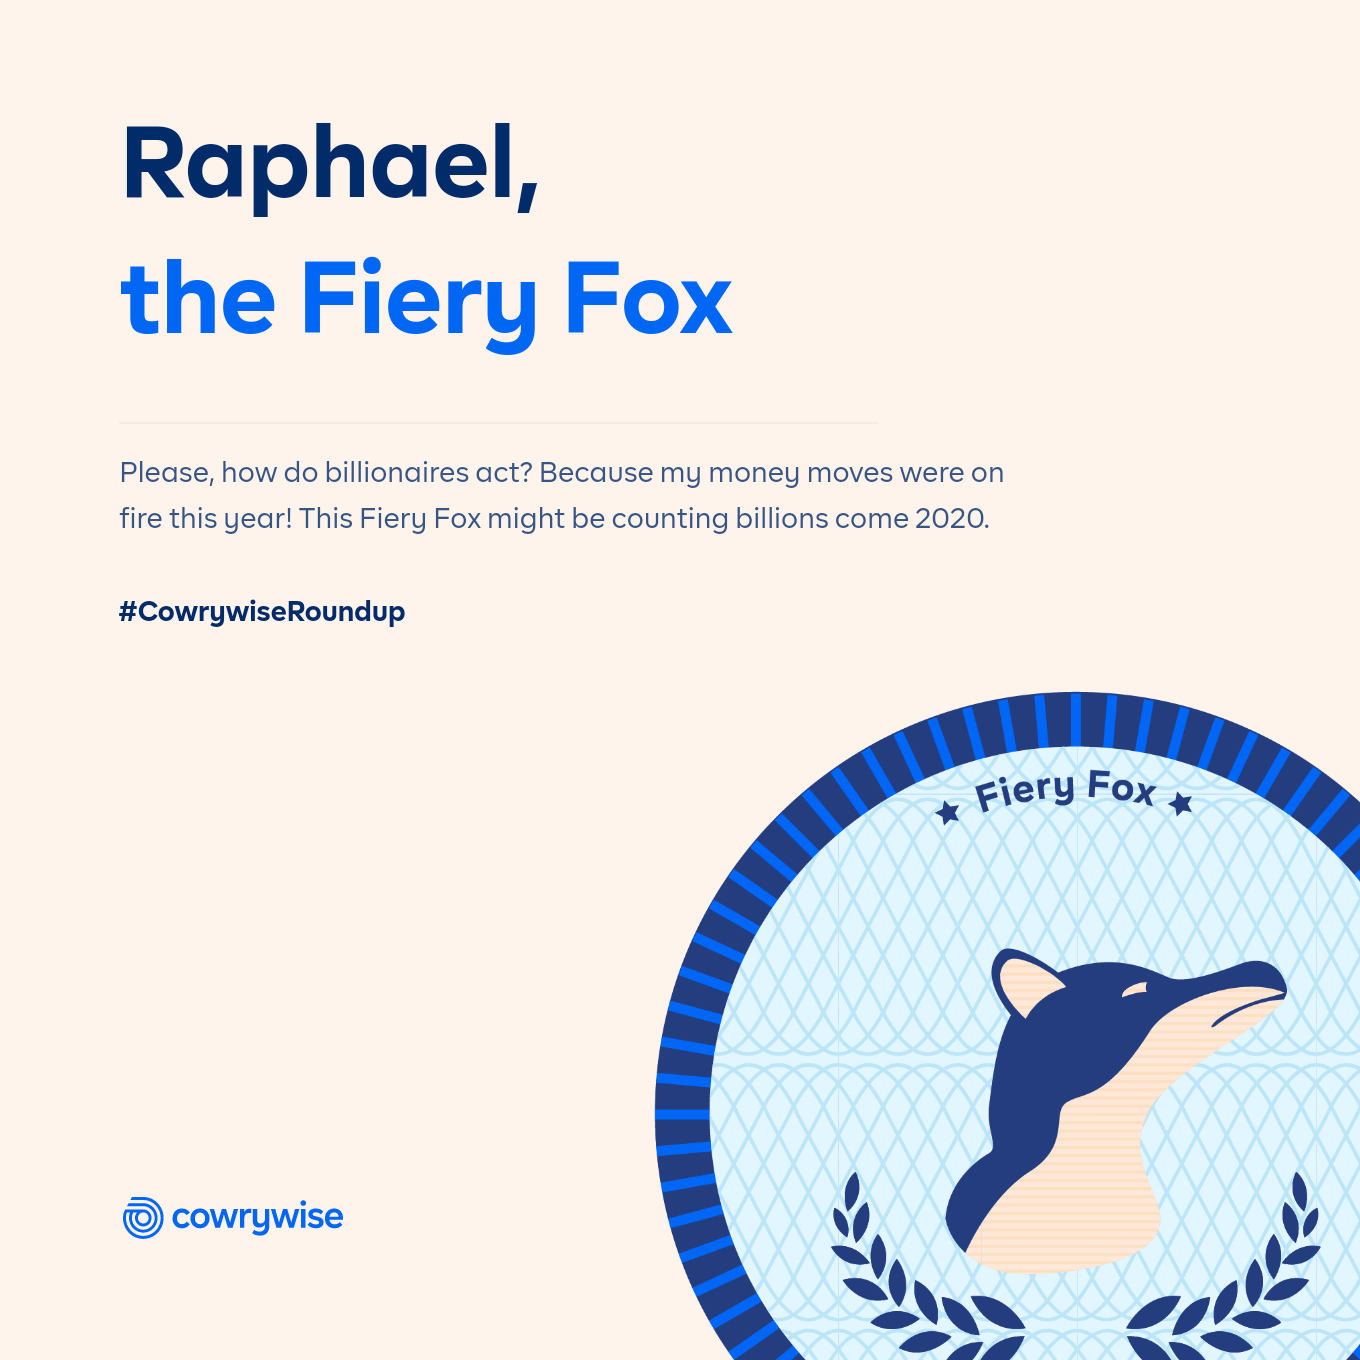 Raphael,
the Fiery Fox
Please, how do billionaires act? Because my money moves were on
fire this year! This Fiery Fox might be counting billions come 2020.
#CowrywiseRoundup
Fiery Fox
cowrywise